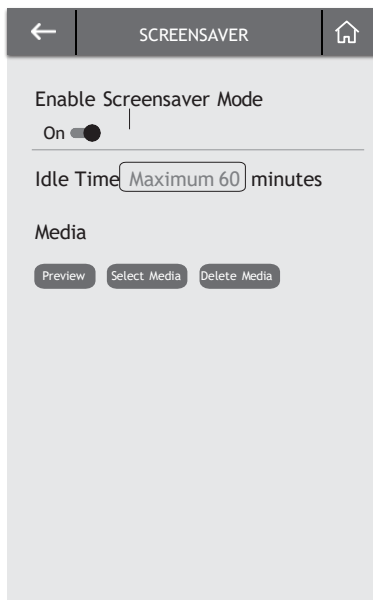 SCREENSAVER
Enable Screensaver Mode
On
Idle Time Maximum 60 minutes
Media
Preview Select Media Delete Media